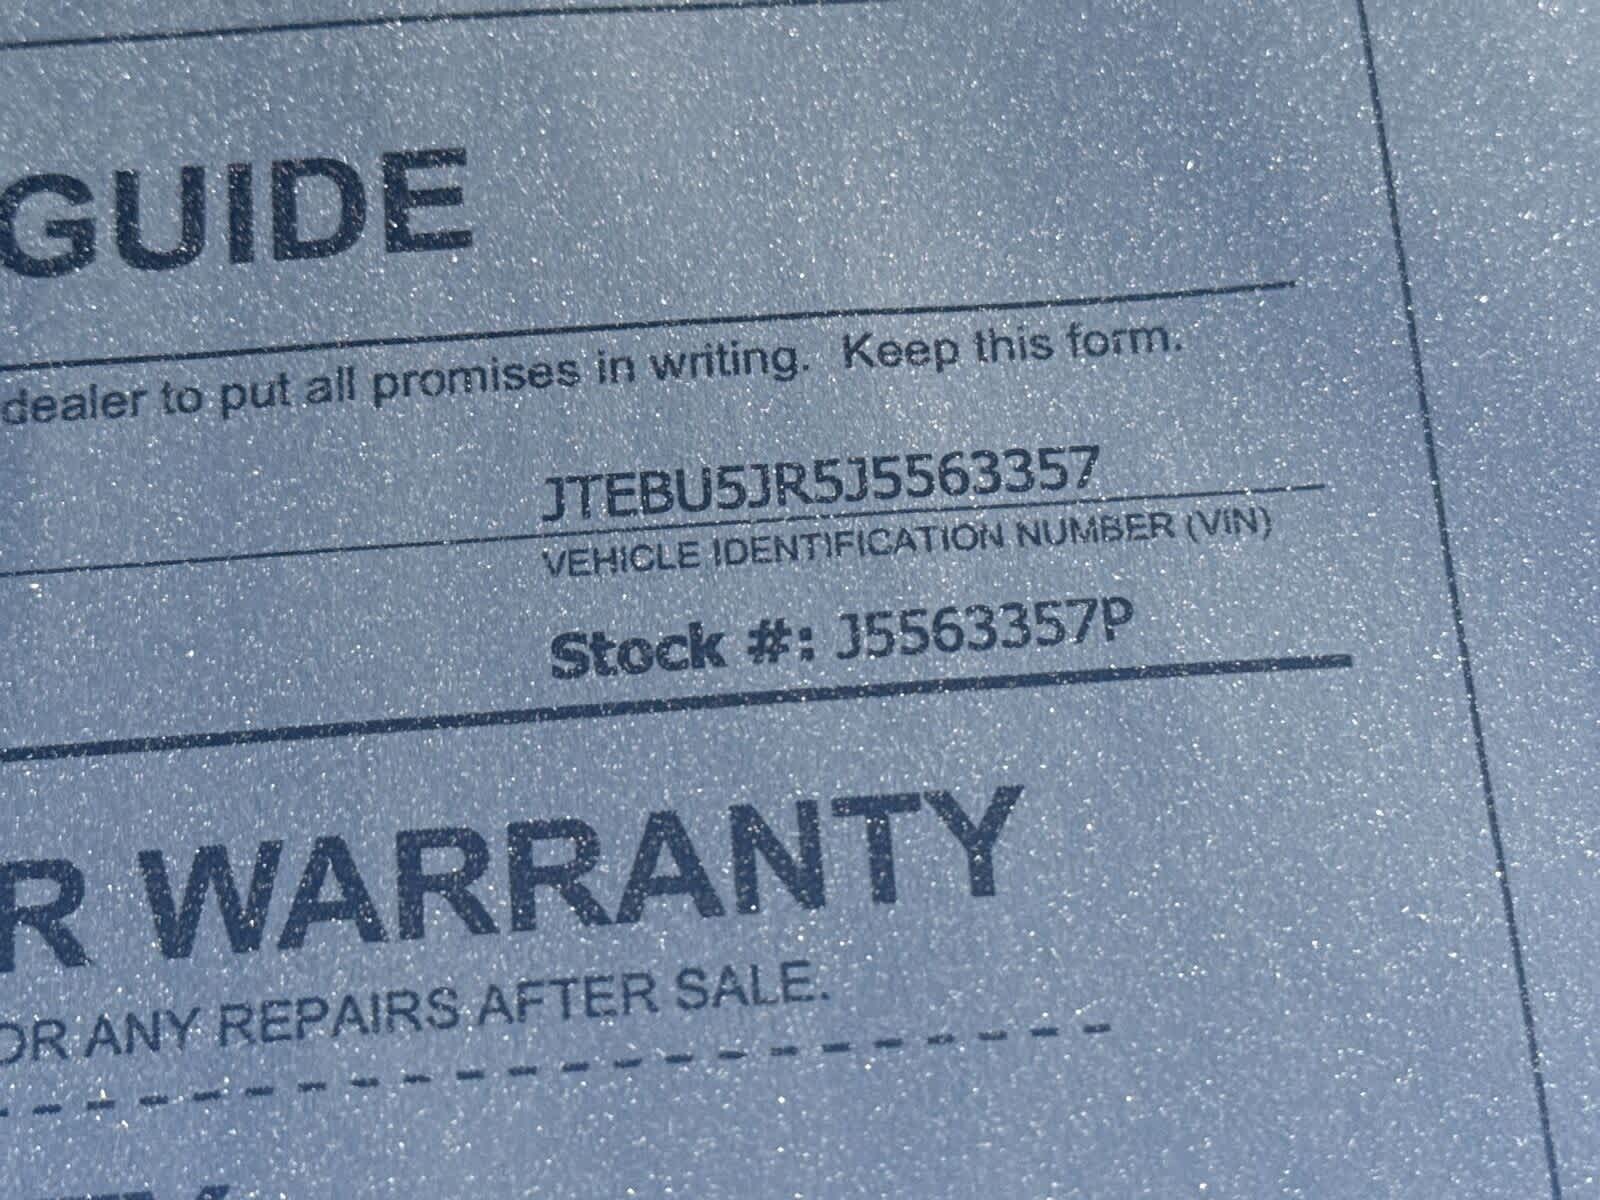 GUIDE
dealer to put all promises in writing. Keep this form.
JTEBU5JR5J5563357
VEHICLE IDENTIFICATION NUMBER (VIN)
Stock #: J5563357P
R WARRANTY
OR ANY REPAIRS AFTER SALE.